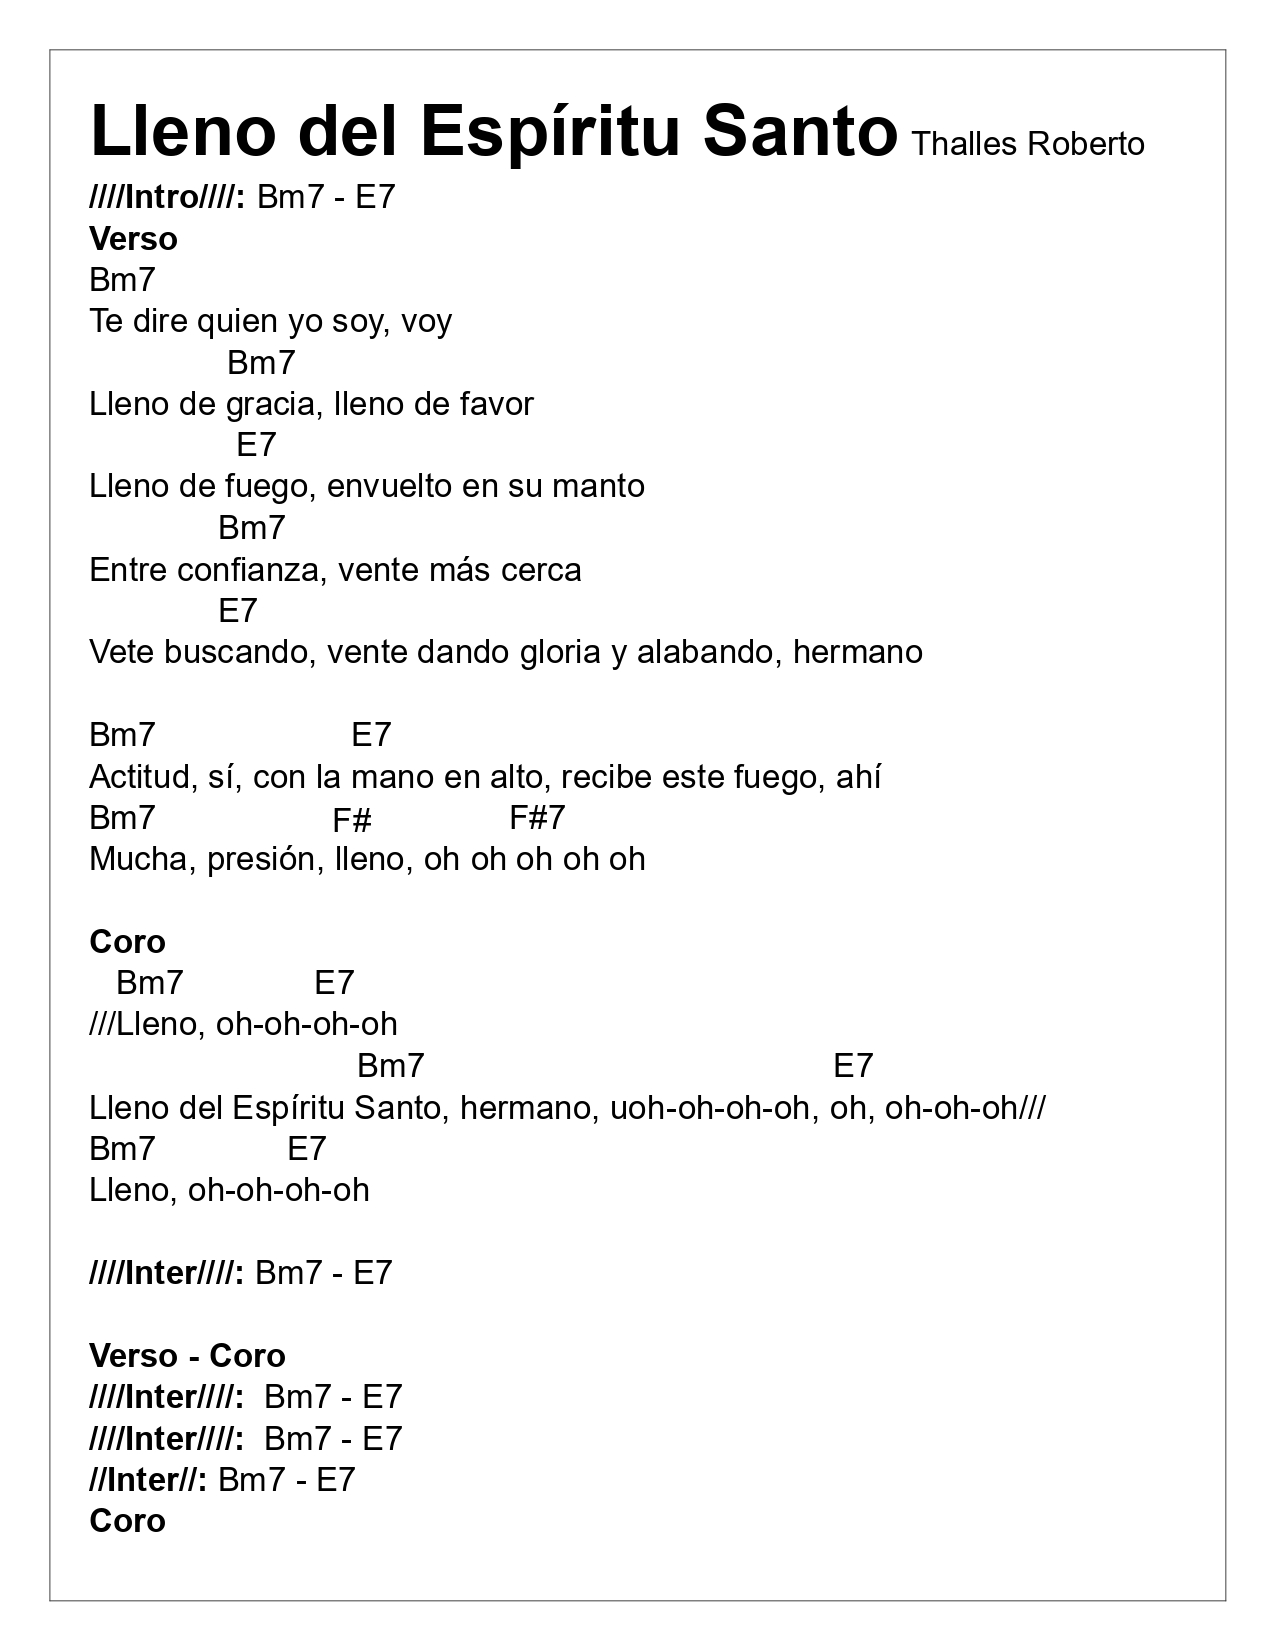 Lleno del Espíritu Santo Thalles Roberto
////Intro////: Bm7 - E7
Verso
Bm7
Te dire quien yo soy, voy
Bm7
Lleno de gracia, lleno de favor
E7
Lleno de fuego, envuelto en su manto
Bm7
Entre confianza, vente más cerca
E7
Vete buscando, vente dando gloria y alabando, hermano
Bm7 E7
Actitud, sí, con la mano en alto, recibe este fuego, ahí
Bm7 F# F#7
Mucha, presión, lleno, oh oh oh oh oh
Coro
Bm7 E7
///Lleno, oh-oh-oh-oh
Bm7 E7
Lleno del Espíritu Santo, hermano, uoh-oh-oh-oh, oh, oh-oh-oh///
Bm7 E7
Lleno, oh-oh-oh-oh
////Inter////: Bm7 - E7
Verso - Coro
////Inter////: Bm7 - E7
////Inter////: Bm7 - E7
//Inter//: Bm7 - E7
Coro